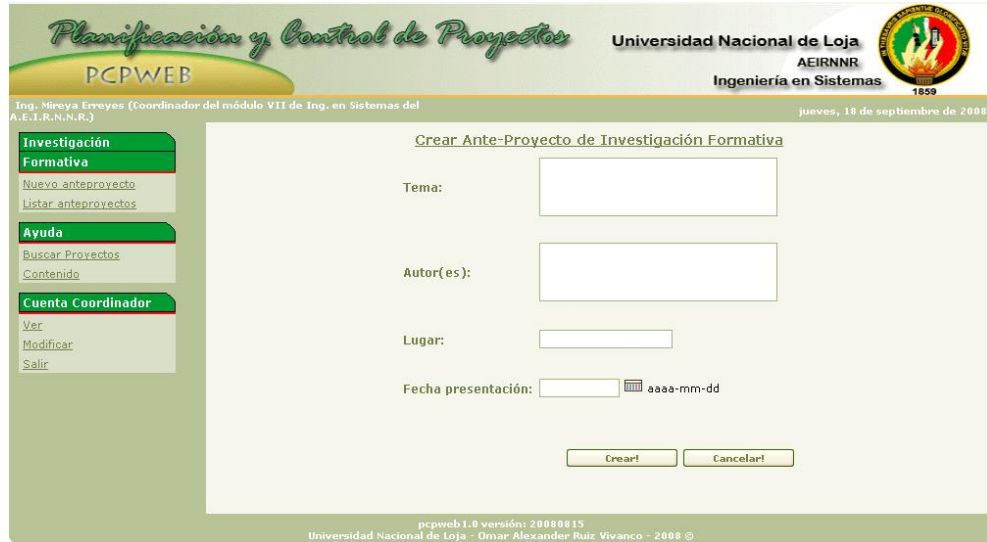 Planificación y Control de Proyectos
PCPWEB
Universidad Nacional de Loja
AEIRNNR
Ingeniería en Sistemas
1859
Ing. Mireya Erreyes (Coordinador del módulo VII de Ing. en Sistemas del
A.E.I.R.N.N.R.)
jueves, 18 de septiembre de 2008
Investigación
Formativa
Nuevo anteproyecto
Listar anteproyectos
Ayuda
Buscar Proyectos
Contenido
Cuenta Coordinador
Ver
Modificar
Salir
Crear Ante-Proyecto de Investigación Formativa
Tema:
Autor(es):
Lugar:
Fecha presentación:
aaaa-mm-dd
Crear!
Cancelar!
pcpweb1.0 versión: 20080815
Universidad Nacional de Loja - Omar Alexander Ruiz Vivanco - 2008 @